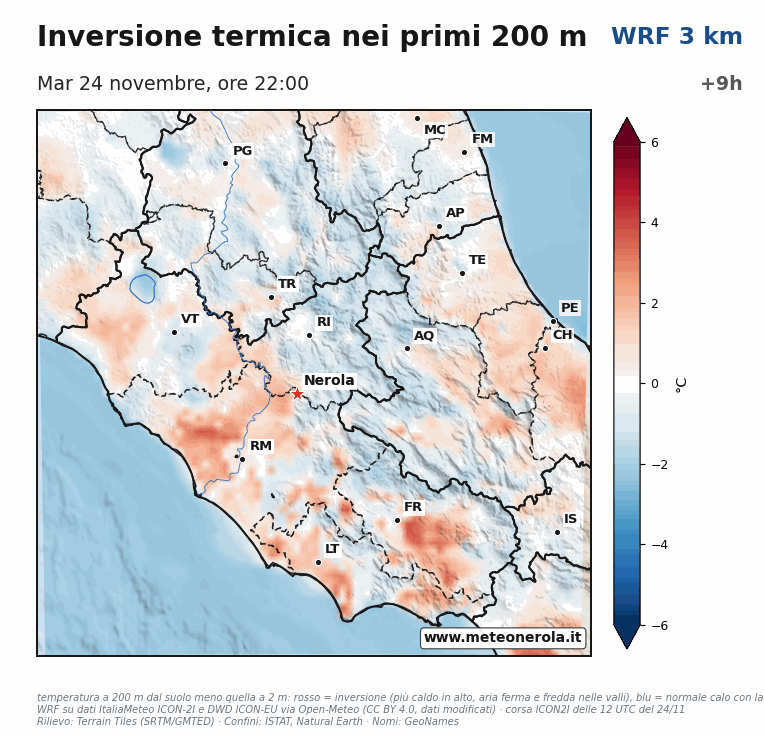 Inversione termica nei primi 200 m WRF 3 km
Mar 24 novembre, ore 22:00 +9h
MC
FM
PG
AP
TE
TR
PE
VT
RI
AQ
CH
Nerola
RM
FR
IS
LT
www.meteonerola.it
6
4
2
0
−2
−4
−6
°C
temperatura a 200 m dal suolo meno quella a 2 m: rosso = inversione (più caldo in alto, aria ferma e fredda nelle valli), blu = normale calo con la
WRF su dati ItaliaMeteo ICON-2I e DWD ICON-EU via Open-Meteo (CC BY 4.0, dati modificati) · corsa ICON2I delle 12 UTC del 24/11
Rilievo: Terrain Tiles (SRTM/GMTED) · Confini: ISTAT, Natural Earth · Nomi: GeoNames